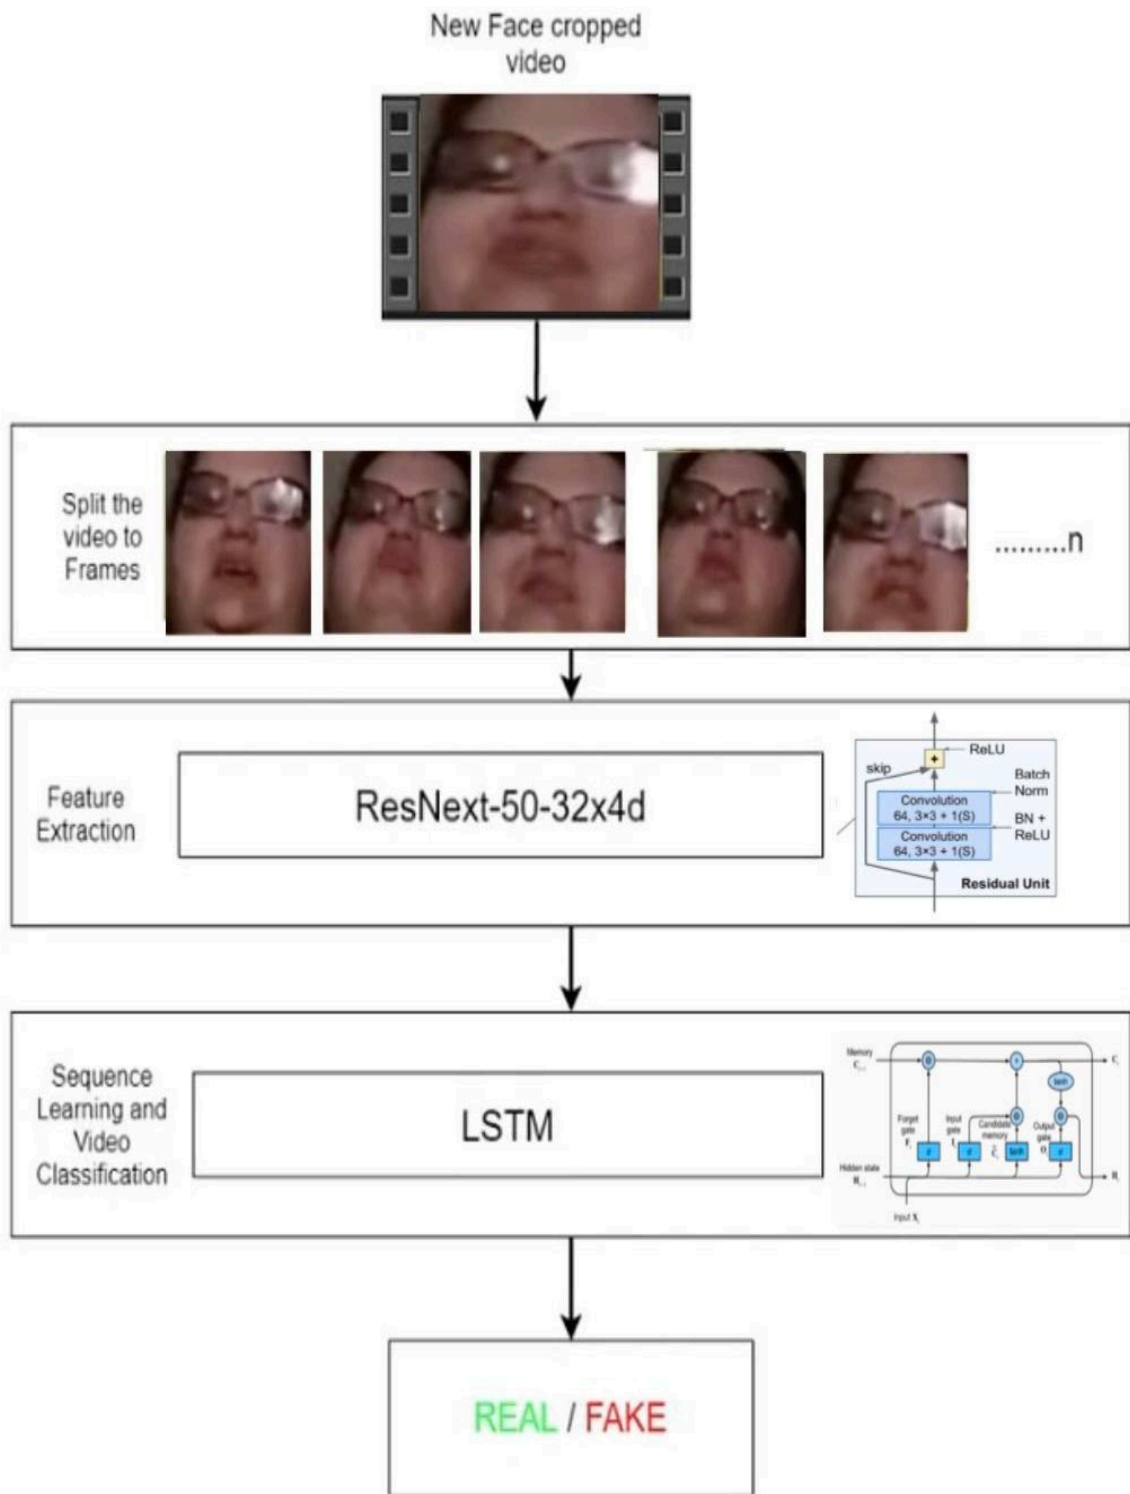 New Face cropped
video
Split the
video to
Frames
.........n
Feature
Extraction
ResNext-50-32x4d
ReLU
skip
+
Batch
Norm
Convolution
64, 3×3 + 1(S)
BN +
ReLU
Convolution
64, 3×3 + 1(S)
Residual Unit
Sequence
Learning and
Video
Classification
LSTM
Memory
tanh
Forget
gate
Input
gate
Candidate
memory
Output
gate
tanh
Hidden state
Input
REAL / FAKE